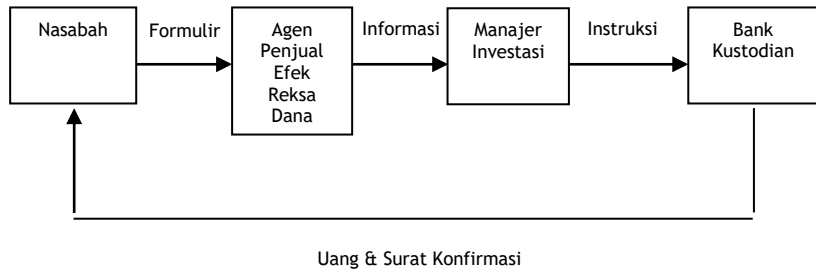 Nasabah
Formulir
Agen
Penjual
Efek
Reksa
Dana
Informasi
Manajer
Investasi
Instruksi
Bank
Kustodian
Uang & Surat Konfirmasi